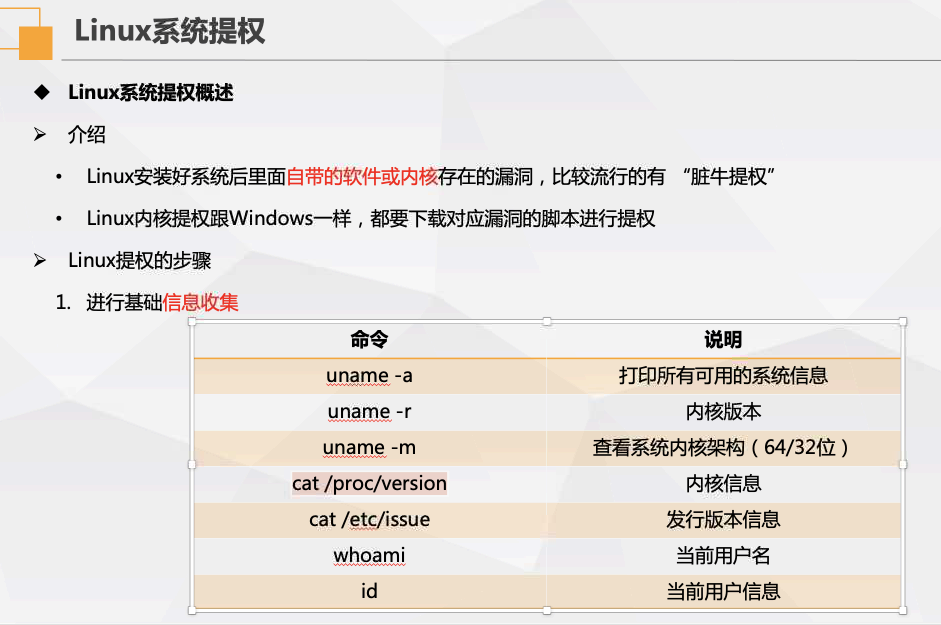 Linux系统提权
Linux系统提权概述
介绍
Linux安装好系统后里面自带的软件或内核存在的漏洞，比较流行的有 “脏牛提权”
Linux内核提权跟Windows一样，都要下载对应漏洞的脚本进行提权
Linux提权的步骤
1. 进行基础信息收集
命令 说明
uname -a 打印所有可用的系统信息
uname -r 内核版本
uname -m 查看系统内核架构（64/32位）
cat /proc/version 内核信息
cat /etc/issue 发行版本信息
whoami 当前用户名
id 当前用户信息